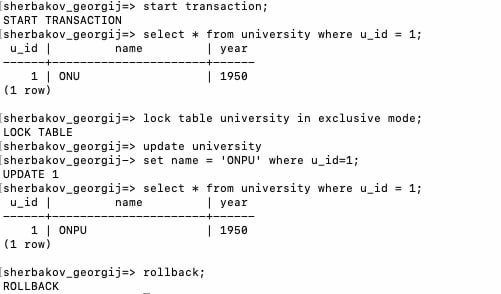 [sherbakov_georgij=> start transaction;
START TRANSACTION
[sherbakov_georgij=> select * from university where u_id = 1;
 u_id |         name         | year
------+----------------------+------
    1 | ONU                  | 1950
(1 row)

[sherbakov_georgij=> lock table university in exclusive mode;
LOCK TABLE
[sherbakov_georgij=> update university
[sherbakov_georgij-> set name = 'ONPU' where u_id=1;
UPDATE 1
[sherbakov_georgij=> select * from university where u_id = 1;
 u_id |         name         | year
------+----------------------+------
    1 | ONPU                 | 1950
(1 row)

[sherbakov_georgij=> rollback;
ROLLBACK